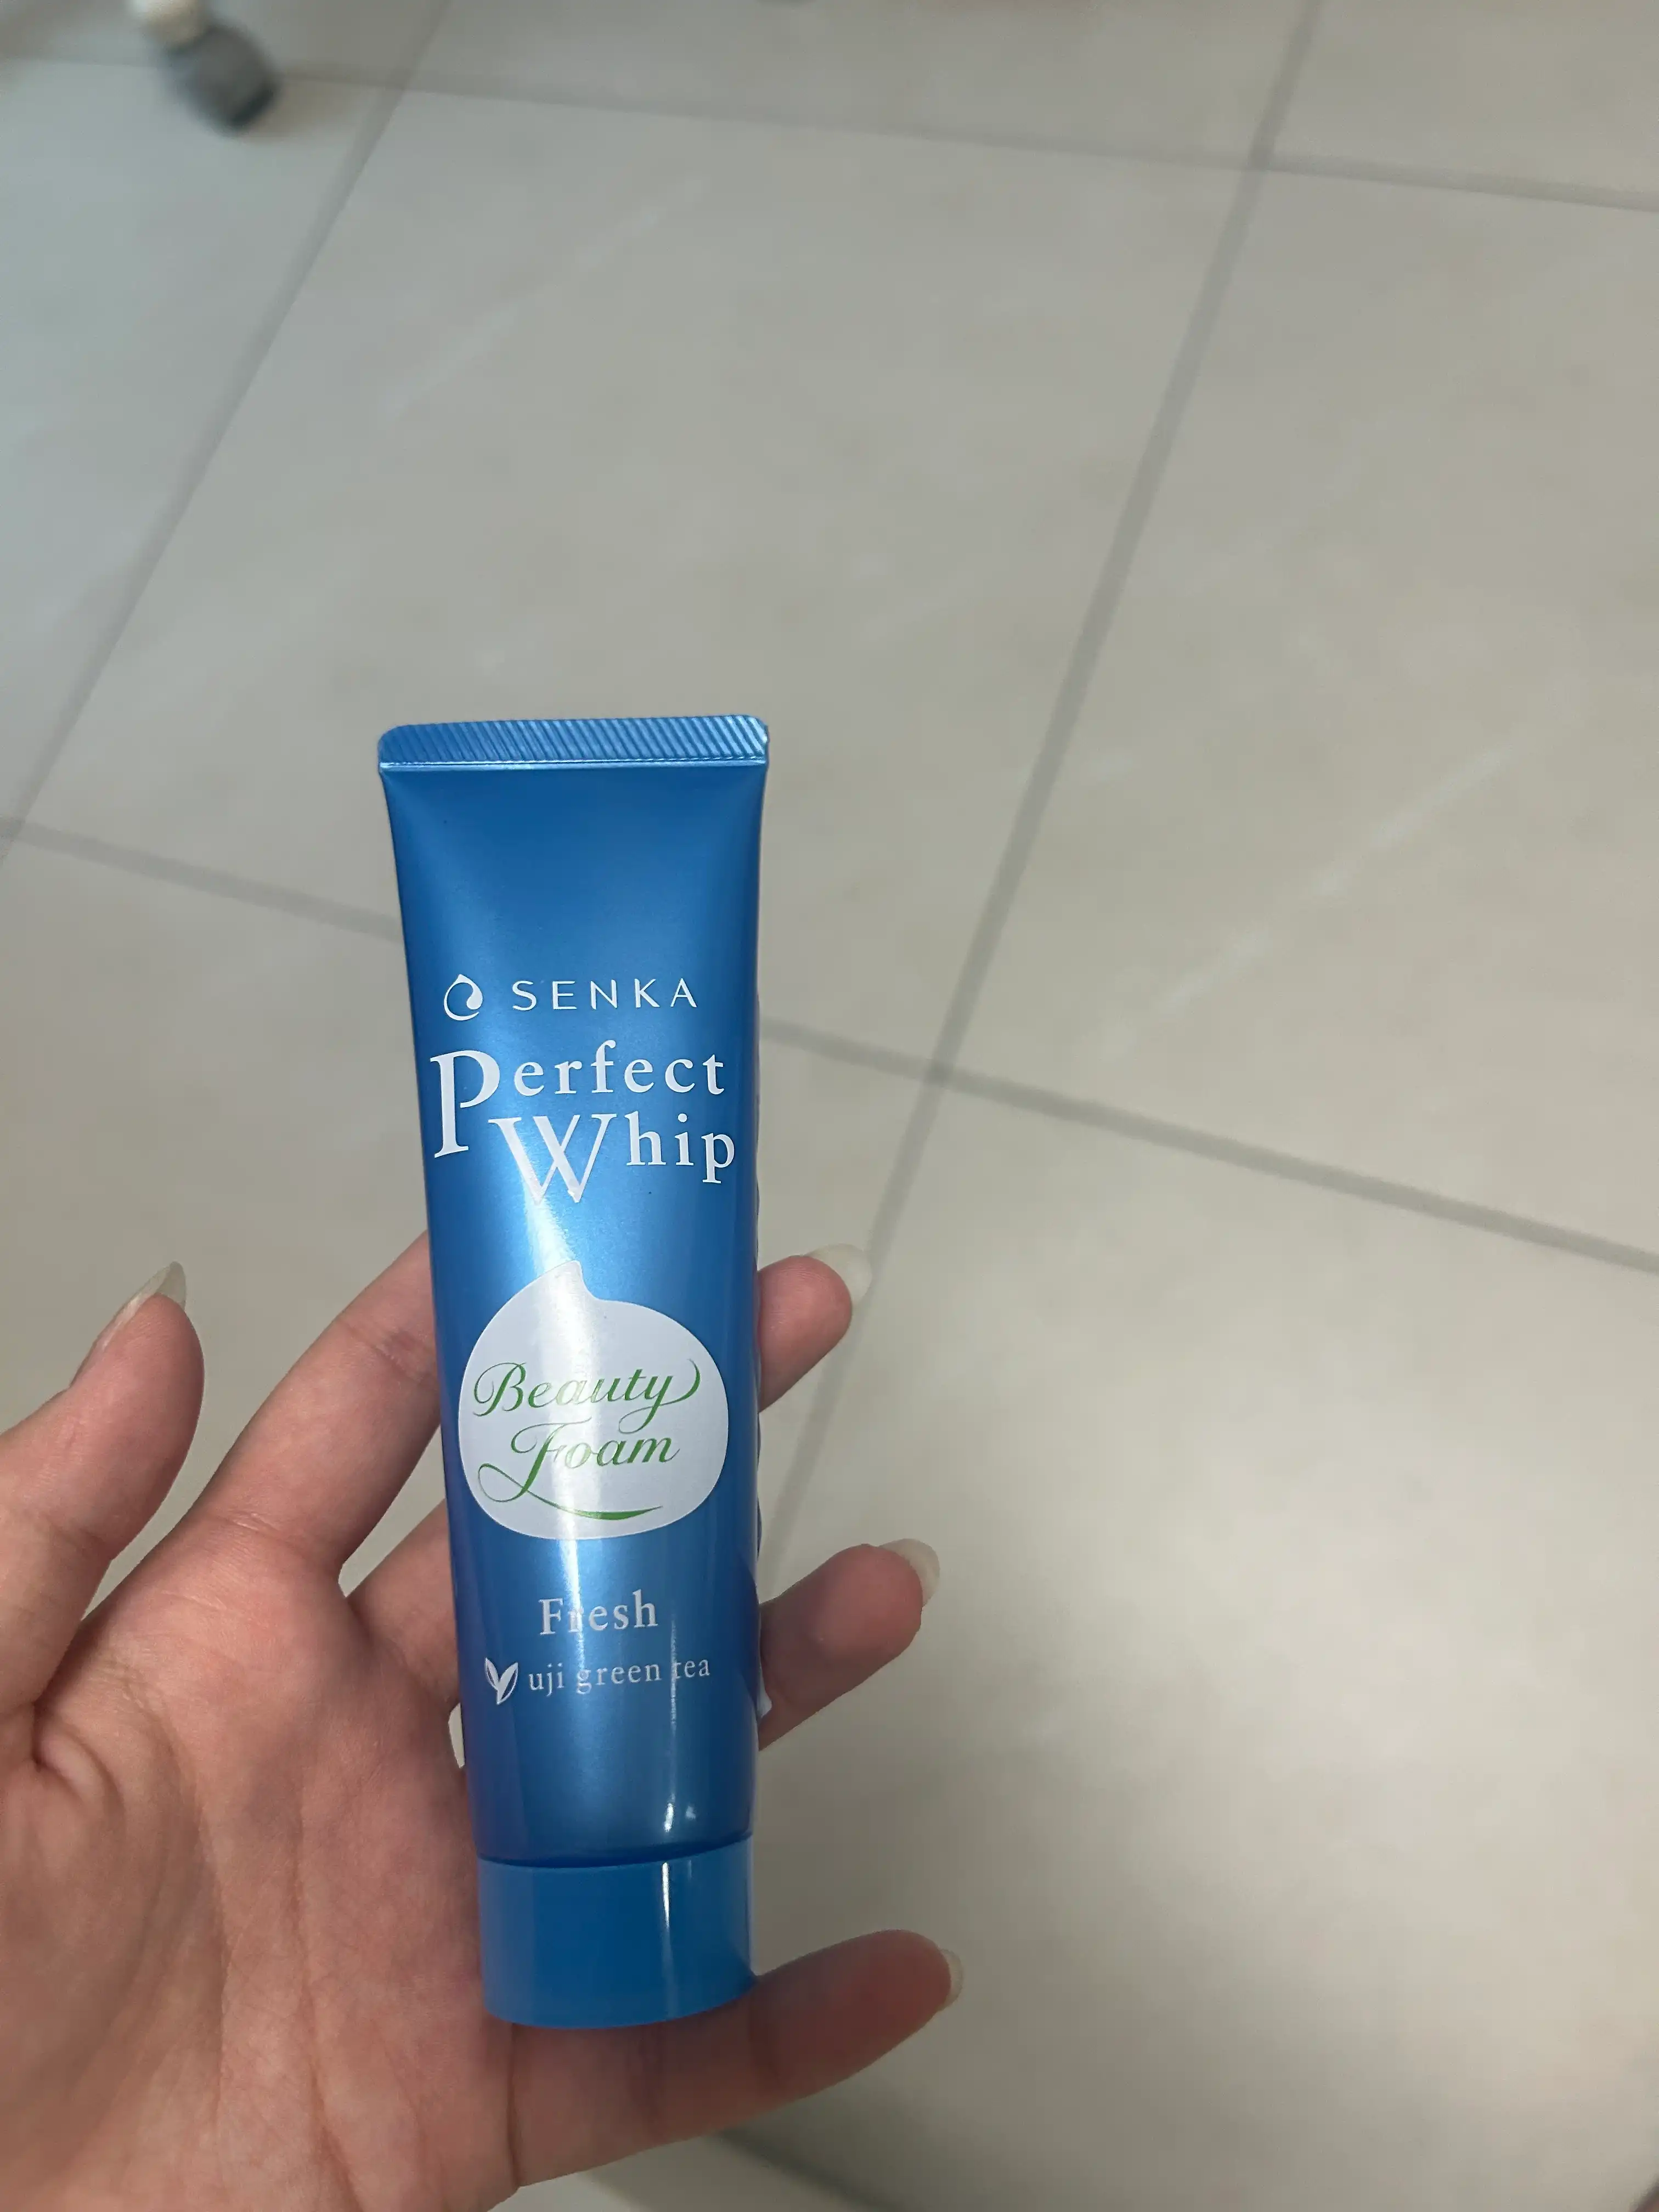 SENKA
Perfect
Whip
Beauty
Foam
Fresh
uji green tea